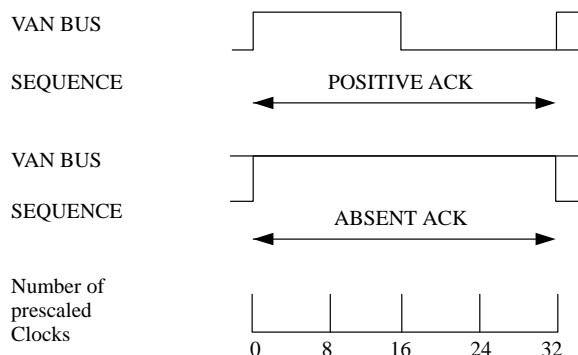 VAN BUS
SEQUENCE
POSITIVE ACK
VAN BUS
SEQUENCE
ABSENT ACK
Number of
prescaled
Clocks
0 8 16 24 32